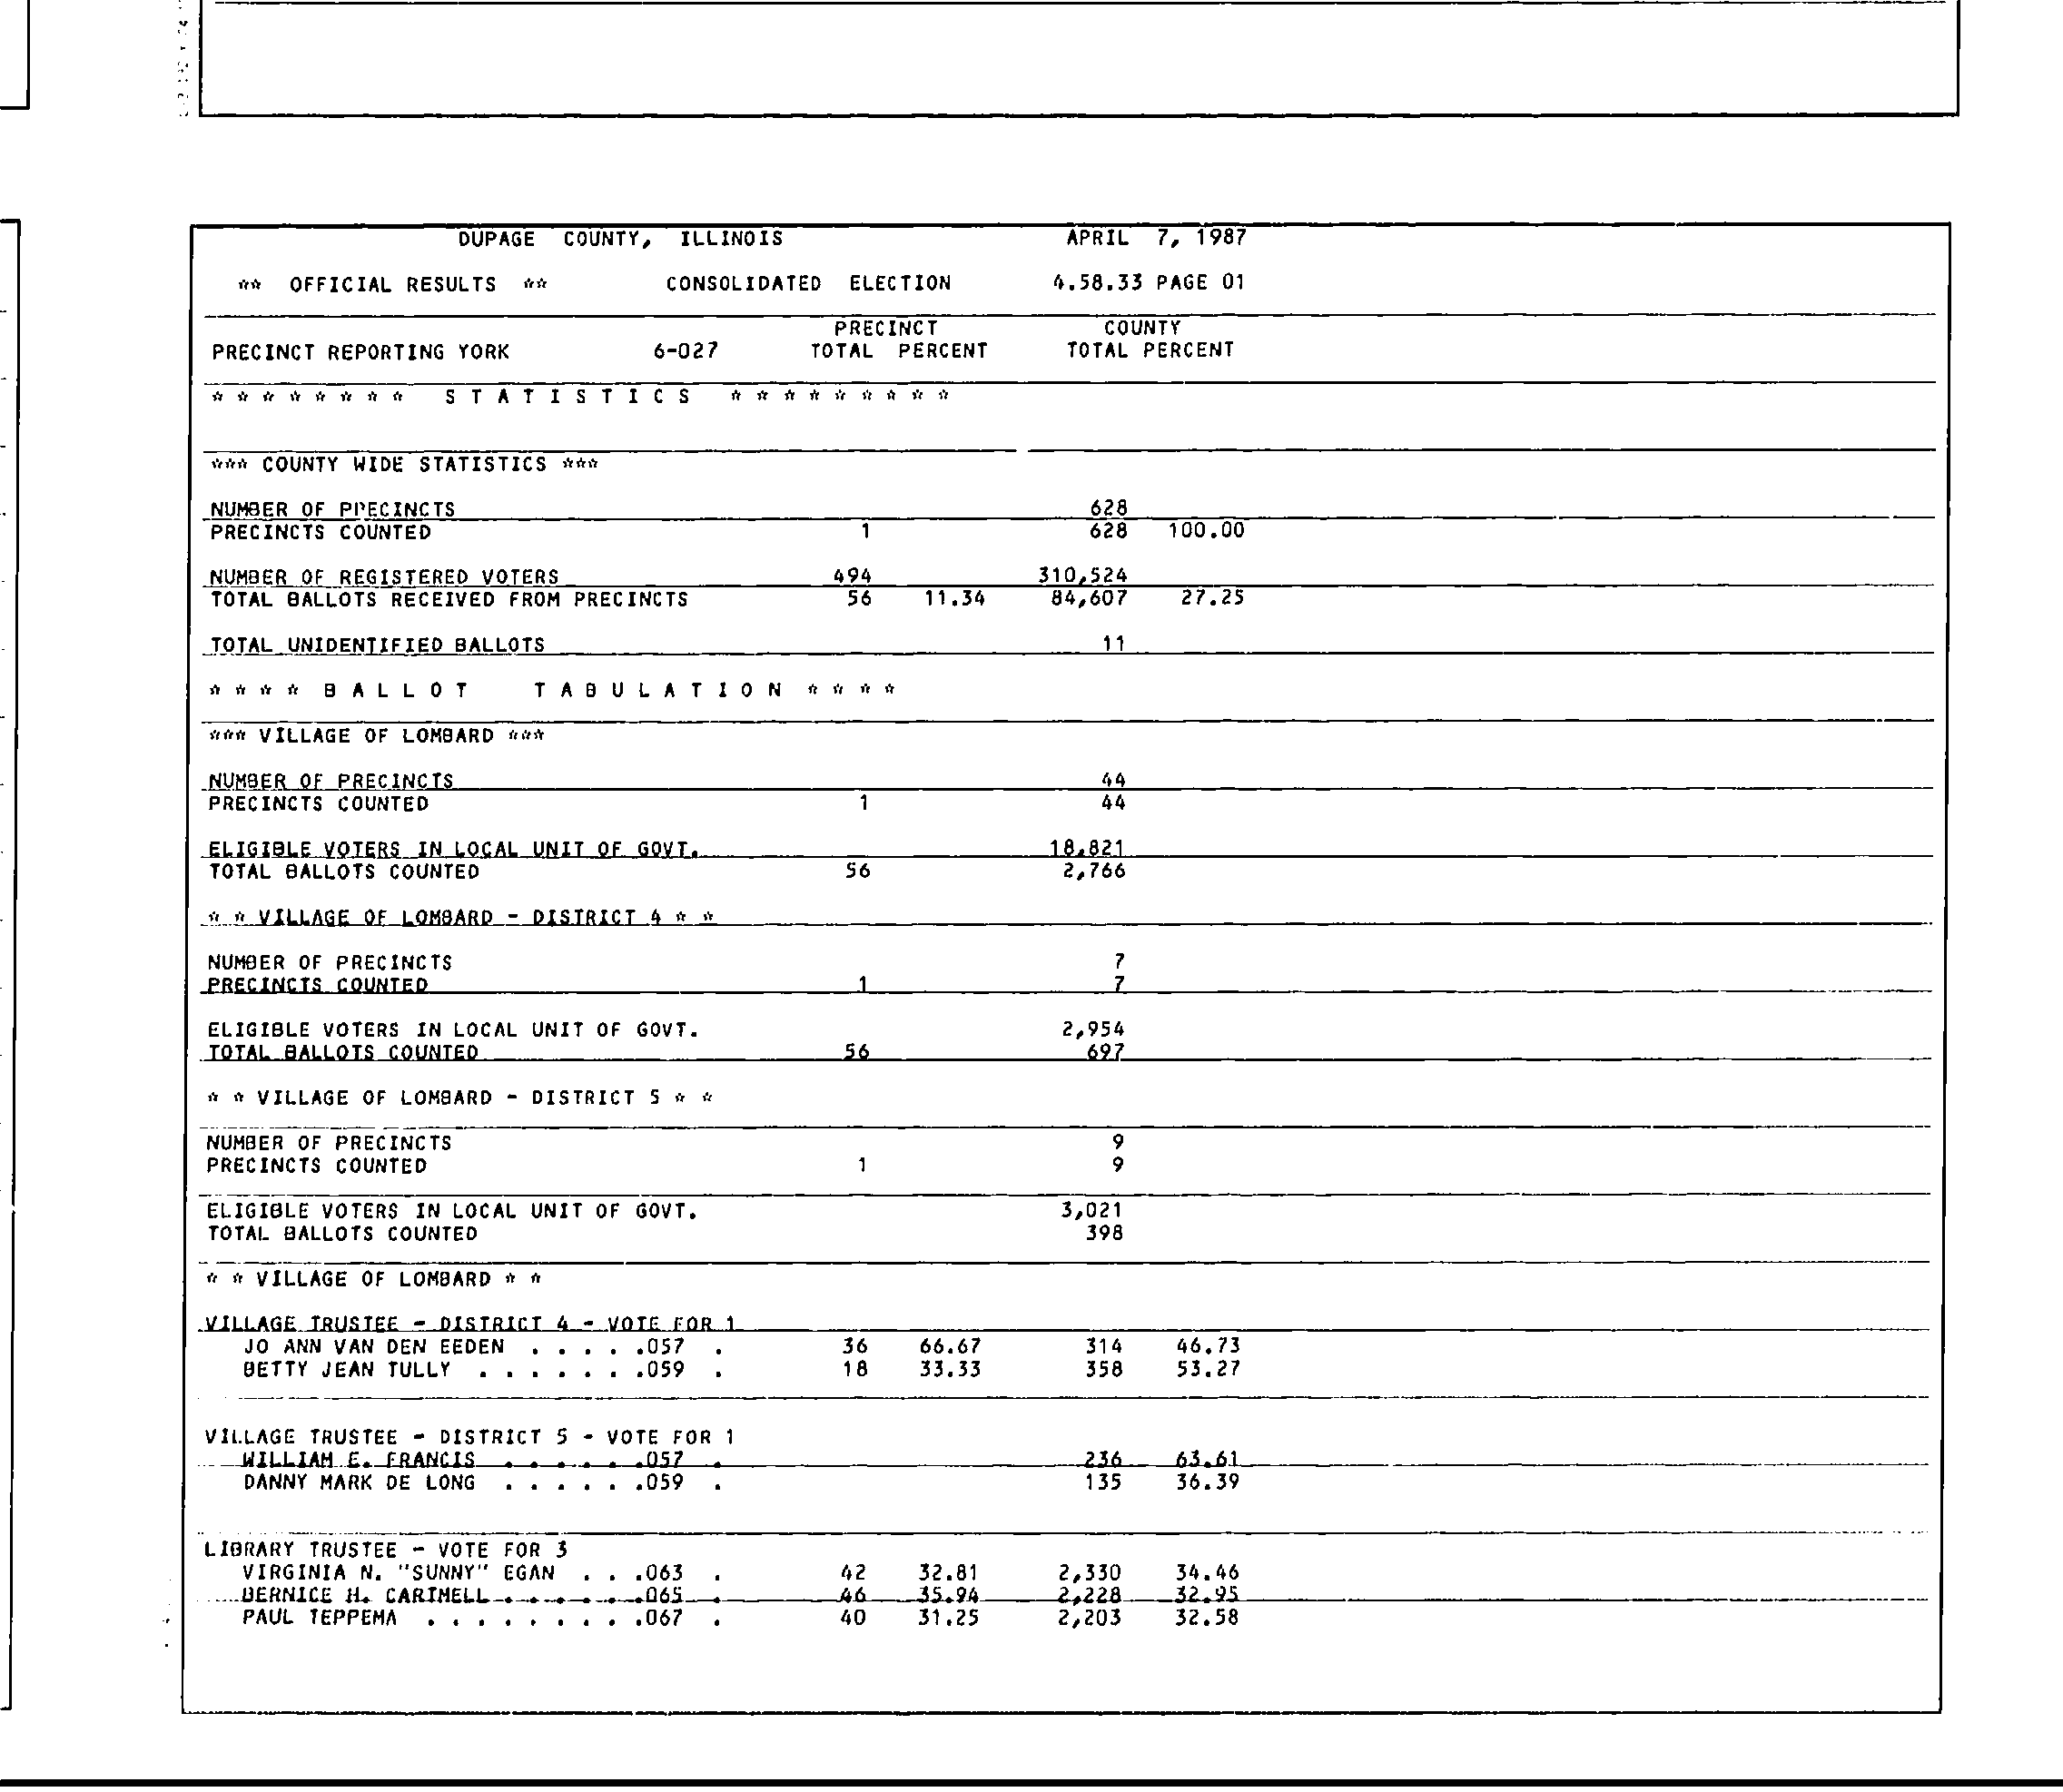 DUPAGE COUNTY, ILLINOIS APRIL 7, 1987
** OFFICIAL RESULTS ** CONSOLIDATED ELECTION 4.58.33 PAGE 01
PRECINCT COUNTY
PRECINCT REPORTING YORK 6-027 TOTAL PERCENT TOTAL PERCENT
* * * * * * * * S T A T I S T I C S * * * * * * * * *
*** COUNTY WIDE STATISTICS ***
NUMBER OF PRECINCTS 628
PRECINCTS COUNTED 1 628 100.00
NUMBER OF REGISTERED VOTERS 494 310,524
TOTAL BALLOTS RECEIVED FROM PRECINCTS 56 11.34 84,607 27.25
TOTAL UNIDENTIFIED BALLOTS 11
* * * * B A L L O T T A B U L A T I O N * * * *
*** VILLAGE OF LOMBARD ***
NUMBER OF PRECINCTS 44
PRECINCTS COUNTED 1 44
ELIGIBLE VOTERS IN LOCAL UNIT OF GOVT. 18,821
TOTAL BALLOTS COUNTED 56 2,766
* * VILLAGE OF LOMBARD - DISTRICT 4 * *
NUMBER OF PRECINCTS 7
PRECINCTS COUNTED 1 7
ELIGIBLE VOTERS IN LOCAL UNIT OF GOVT. 2,954
TOTAL BALLOTS COUNTED 56 697
* * VILLAGE OF LOMBARD - DISTRICT 5 * *
NUMBER OF PRECINCTS 9
PRECINCTS COUNTED 1 9
ELIGIBLE VOTERS IN LOCAL UNIT OF GOVT. 3,021
TOTAL BALLOTS COUNTED 398
* * VILLAGE OF LOMBARD * *
VILLAGE TRUSTEE - DISTRICT 4 - VOTE FOR 1
JO ANN VAN DEN EEDEN . . . . .057 . 36 66.67 314 46.73
BETTY JEAN TULLY . . . . . . .059 . 18 33.33 358 53.27
VILLAGE TRUSTEE - DISTRICT 5 - VOTE FOR 1
WILLIAM E. FRANCIS . . . . . .057 . 236 63.61
DANNY MARK DE LONG . . . . . .059 . 135 36.39
LIBRARY TRUSTEE - VOTE FOR 3
VIRGINIA N. "SUNNY" EGAN . . .063 . 42 32.81 2,330 34.46
BERNICE H. CARTMELL . . . . . .065 . 46 35.94 2,228 32.95
PAUL TEPPEMA . . . . . . . . .067 . 40 31.25 2,203 32.58